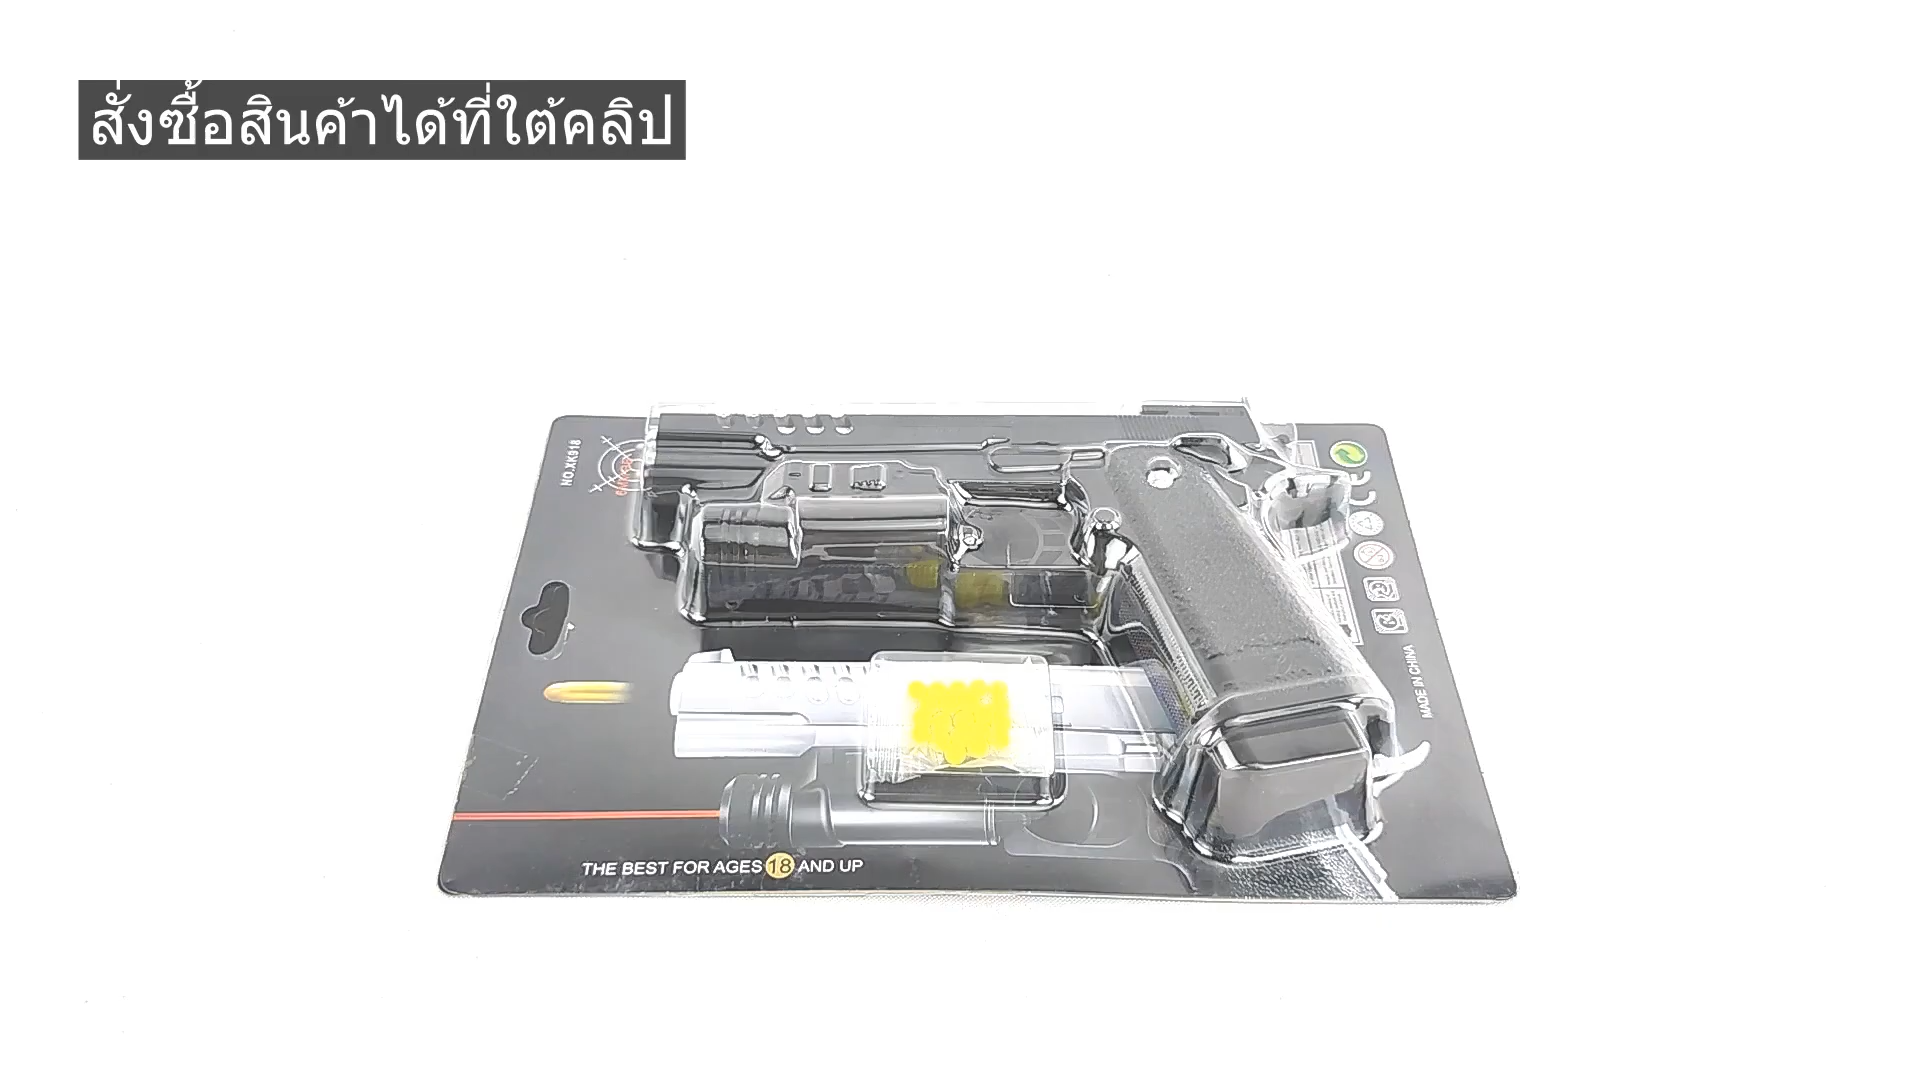 สั่งซื้อสินค้าได้ที่ใต้คลิป
NO.XK918
MADE IN CHINA
THE BEST FOR AGES 18 AND UP